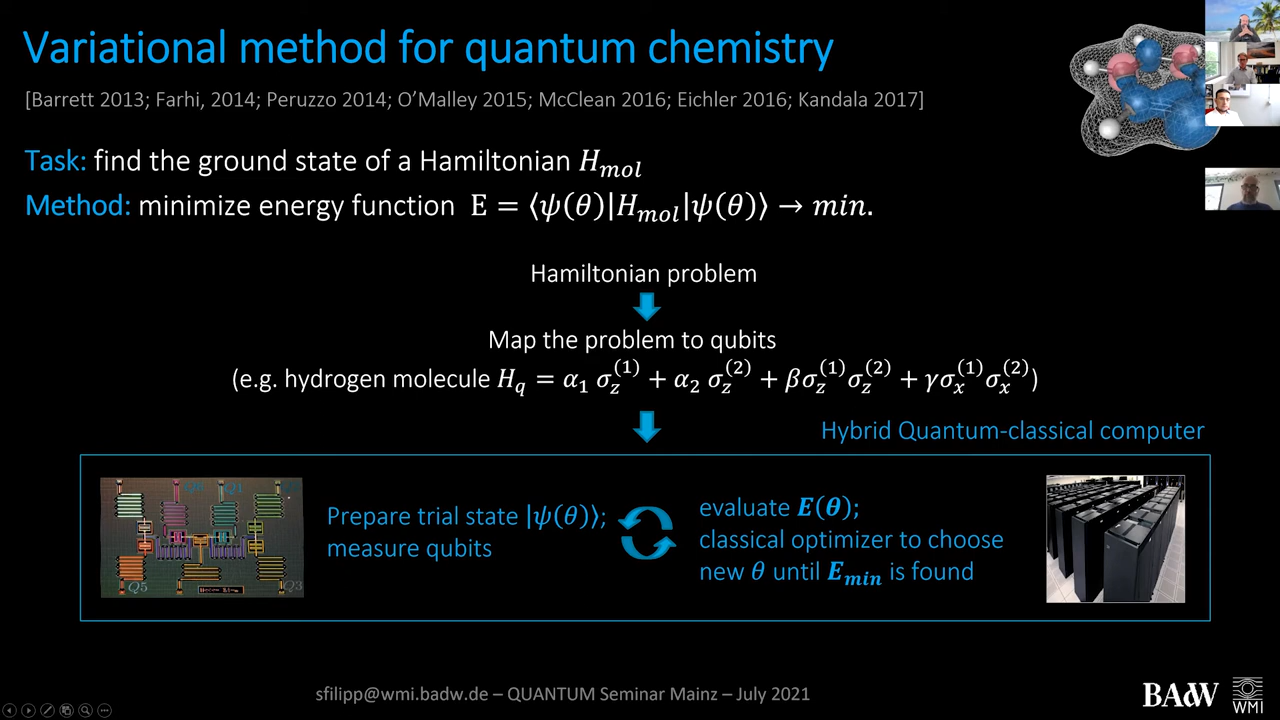 Variational method for quantum chemistry
[Barrett 2013; Farhi, 2014; Peruzzo 2014; O'Malley 2015; McClean 2016; Eichler 2016; Kandala 2017]
Task: find the ground state of a Hamiltonian H_mol
Method: minimize energy function E = ⟨ψ(θ)|H_mol|ψ(θ)⟩ → min.
Hamiltonian problem
Map the problem to qubits
(e.g. hydrogen molecule H_q = α₁ σ_z^(1) + α₂ σ_z^(2) + βσ_z^(1)σ_z^(2) + γσ_x^(1)σ_x^(2))
Hybrid Quantum-classical computer
Prepare trial state |ψ(θ)⟩;
measure qubits
evaluate E(θ);
classical optimizer to choose
new θ until E_min is found
Q1
Q5
Q3
sfilipp@wmi.badw.de – QUANTUM Seminar Mainz – July 2021
BAdW
WMI